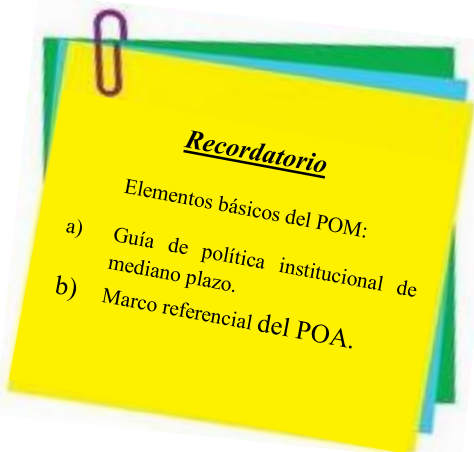 Recordatorio
Elementos básicos del POM:
a) Guía de política institucional de
mediano plazo.
b) Marco referencial del POA.